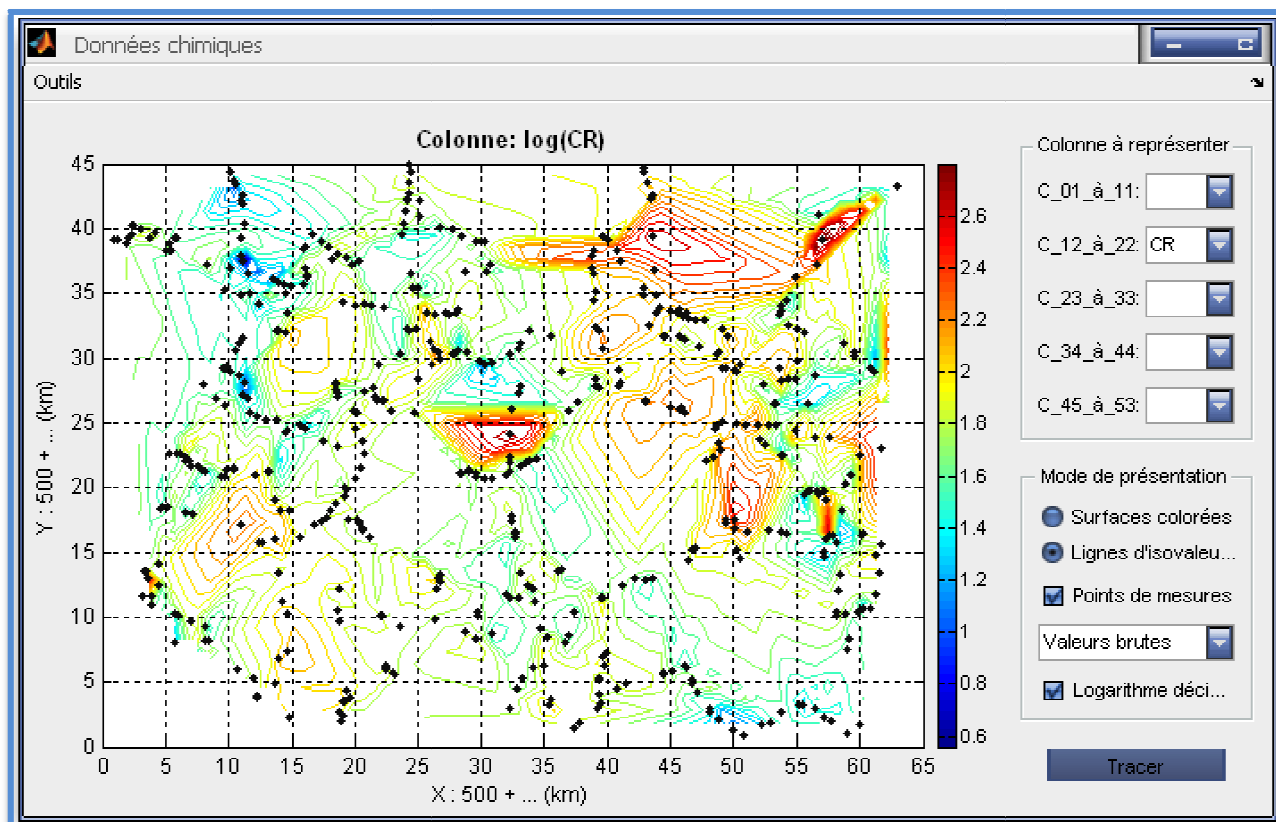 Données chimiques
Outils
Colonne: log(CR)
45
40
35
30
25
20
15
10
5
0
Y : 500 + ... (km)
0 5 10 15 20 25 30 35 40 45 50 55 60 65
X : 500 + ... (km)
2.6
2.4
2.2
2
1.8
1.6
1.4
1.2
1
0.8
0.6
Colonne à représenter
C_01_à_11:
C_12_à_22: CR
C_23_à_33:
C_34_à_44:
C_45_à_53:
Mode de présentation
Surfaces colorées
Lignes d'isovaleu...
Points de mesures
Valeurs brutes
Logarithme déci...
Tracer